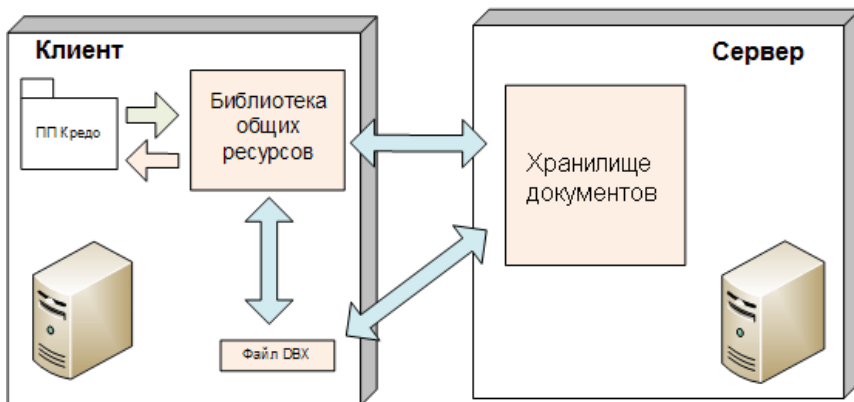 Клиент
Сервер
ПП Кредо
Библиотека
общих
ресурсов
Хранилище
документов
Файл DBX